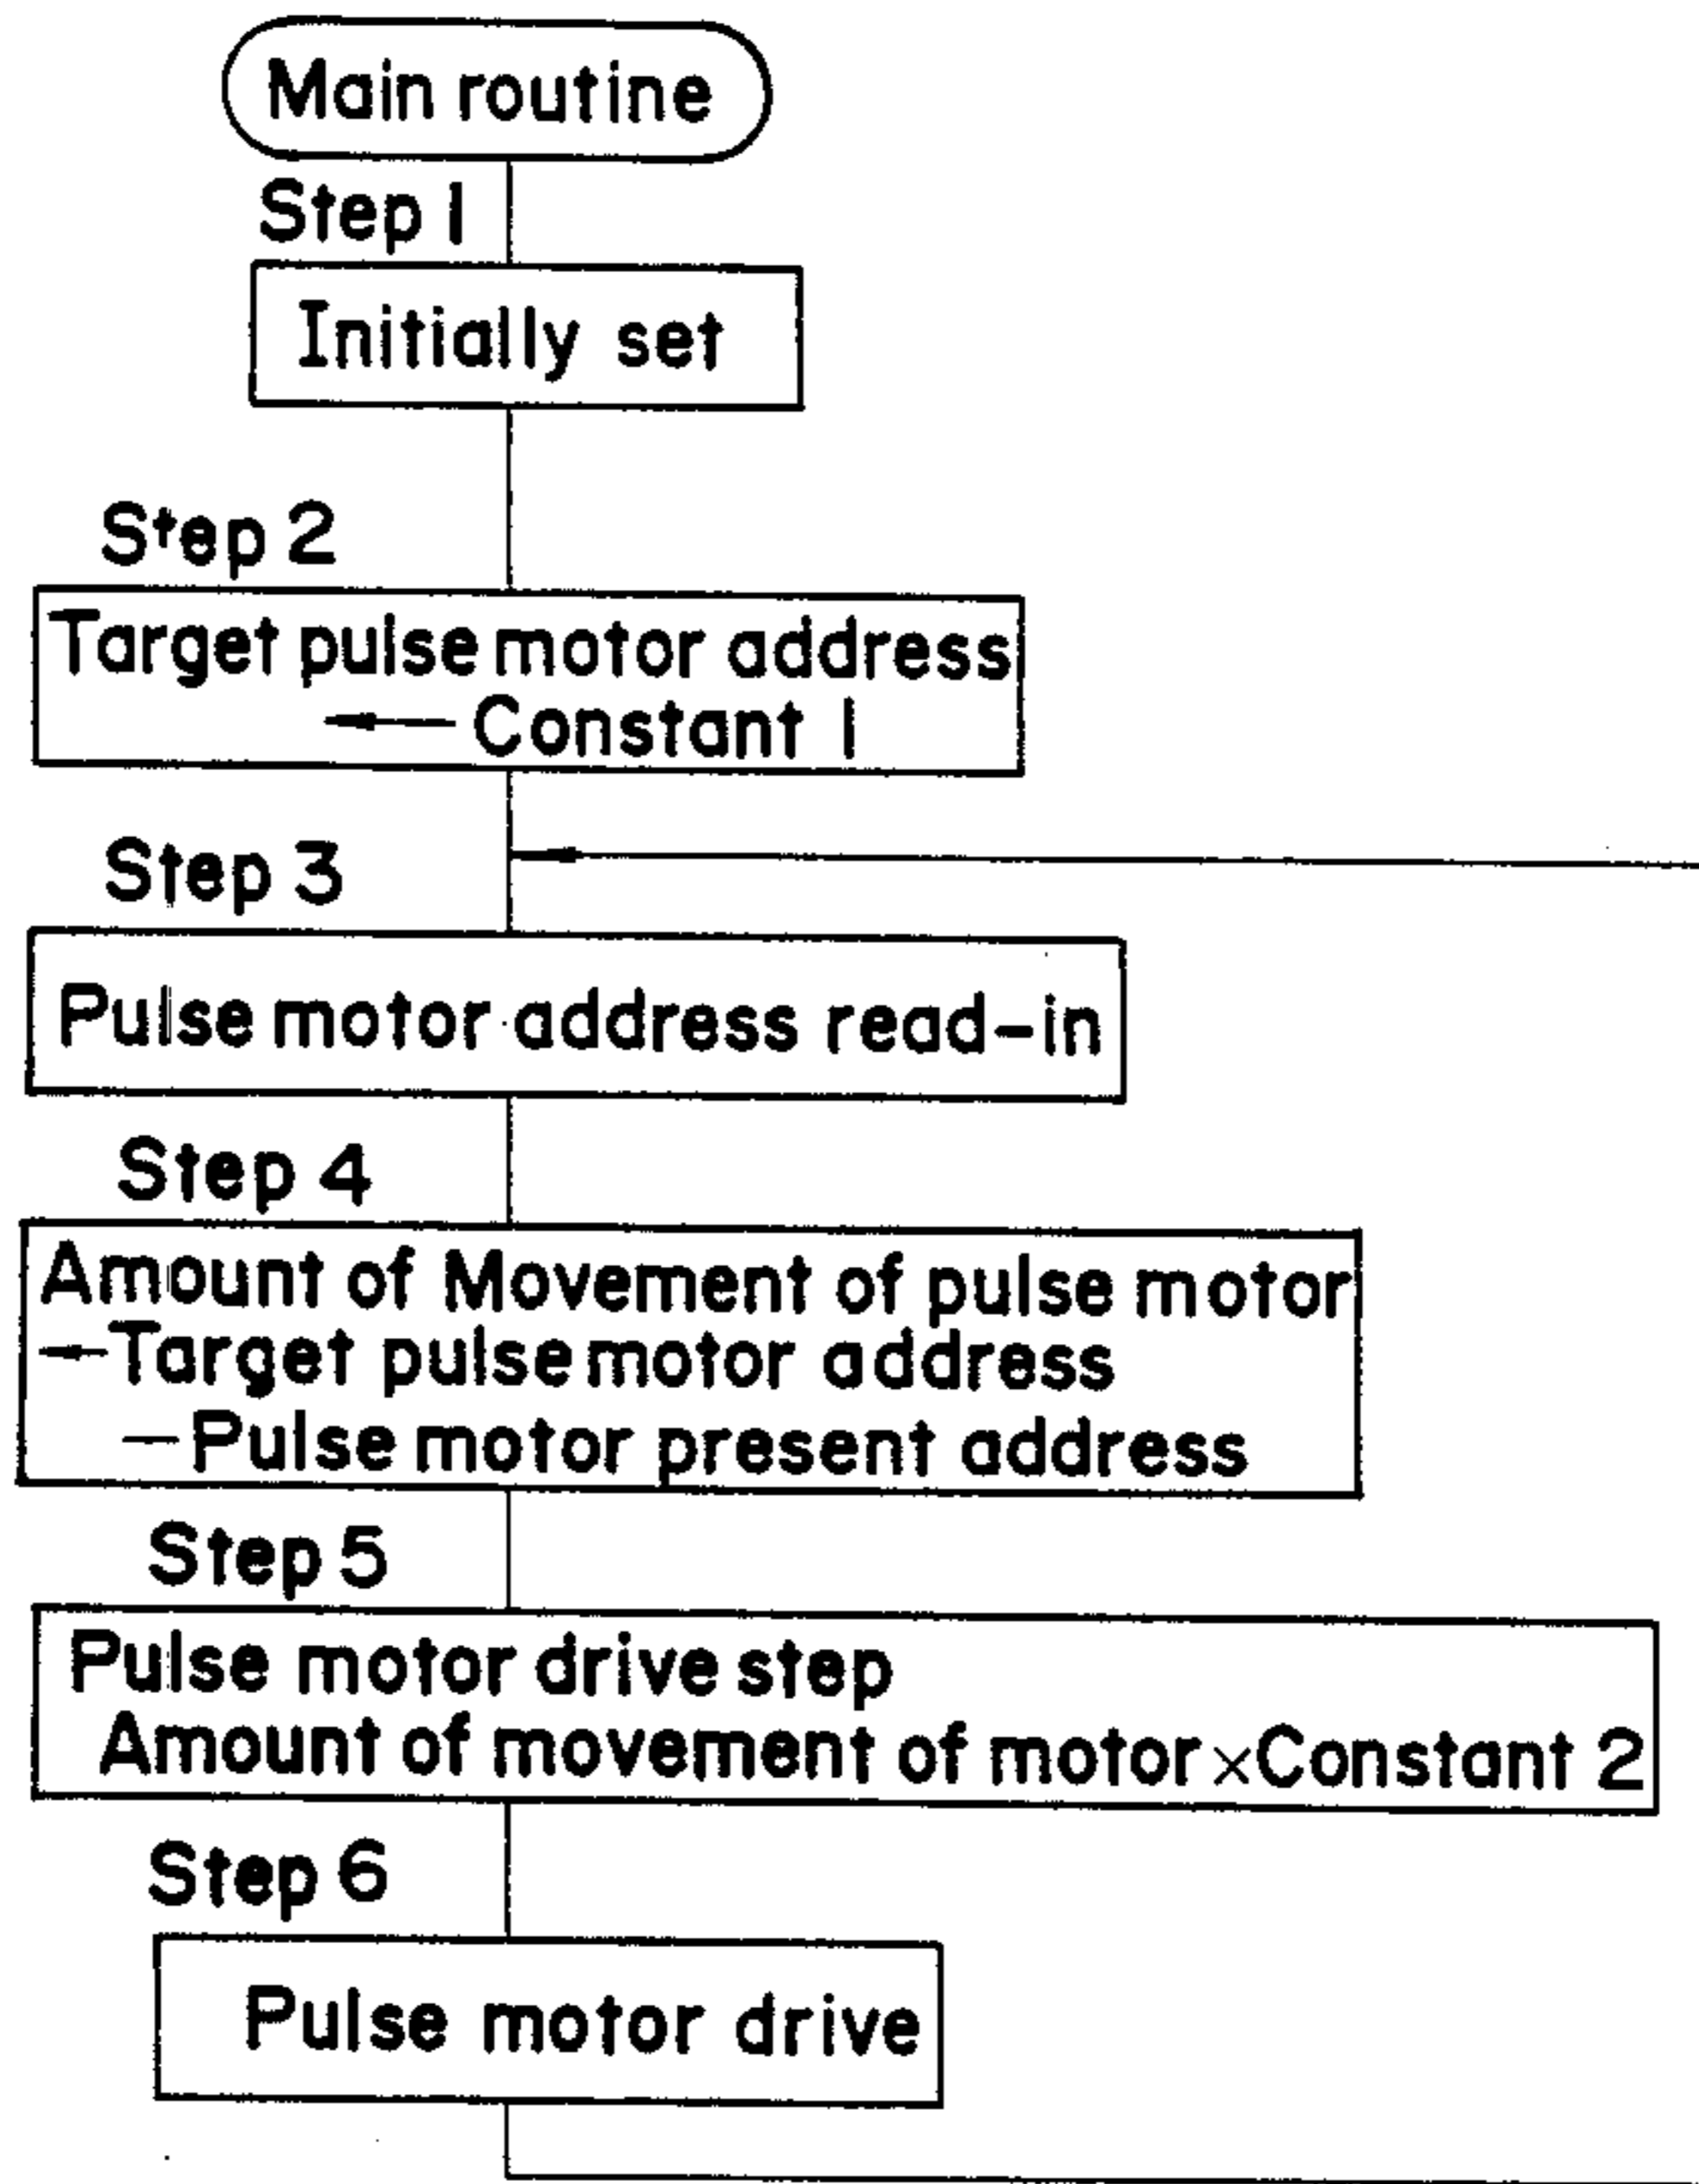 Main routine
Step 1
Initially set
Step 2
Target pulse motor address
← Constant 1
Step 3
Pulse motor address read-in
Step 4
Amount of Movement of pulse motor
←Target pulse motor address
—Pulse motor present address
Step 5
Pulse motor drive step
Amount of movement of motor×Constant 2
Step 6
Pulse motor drive